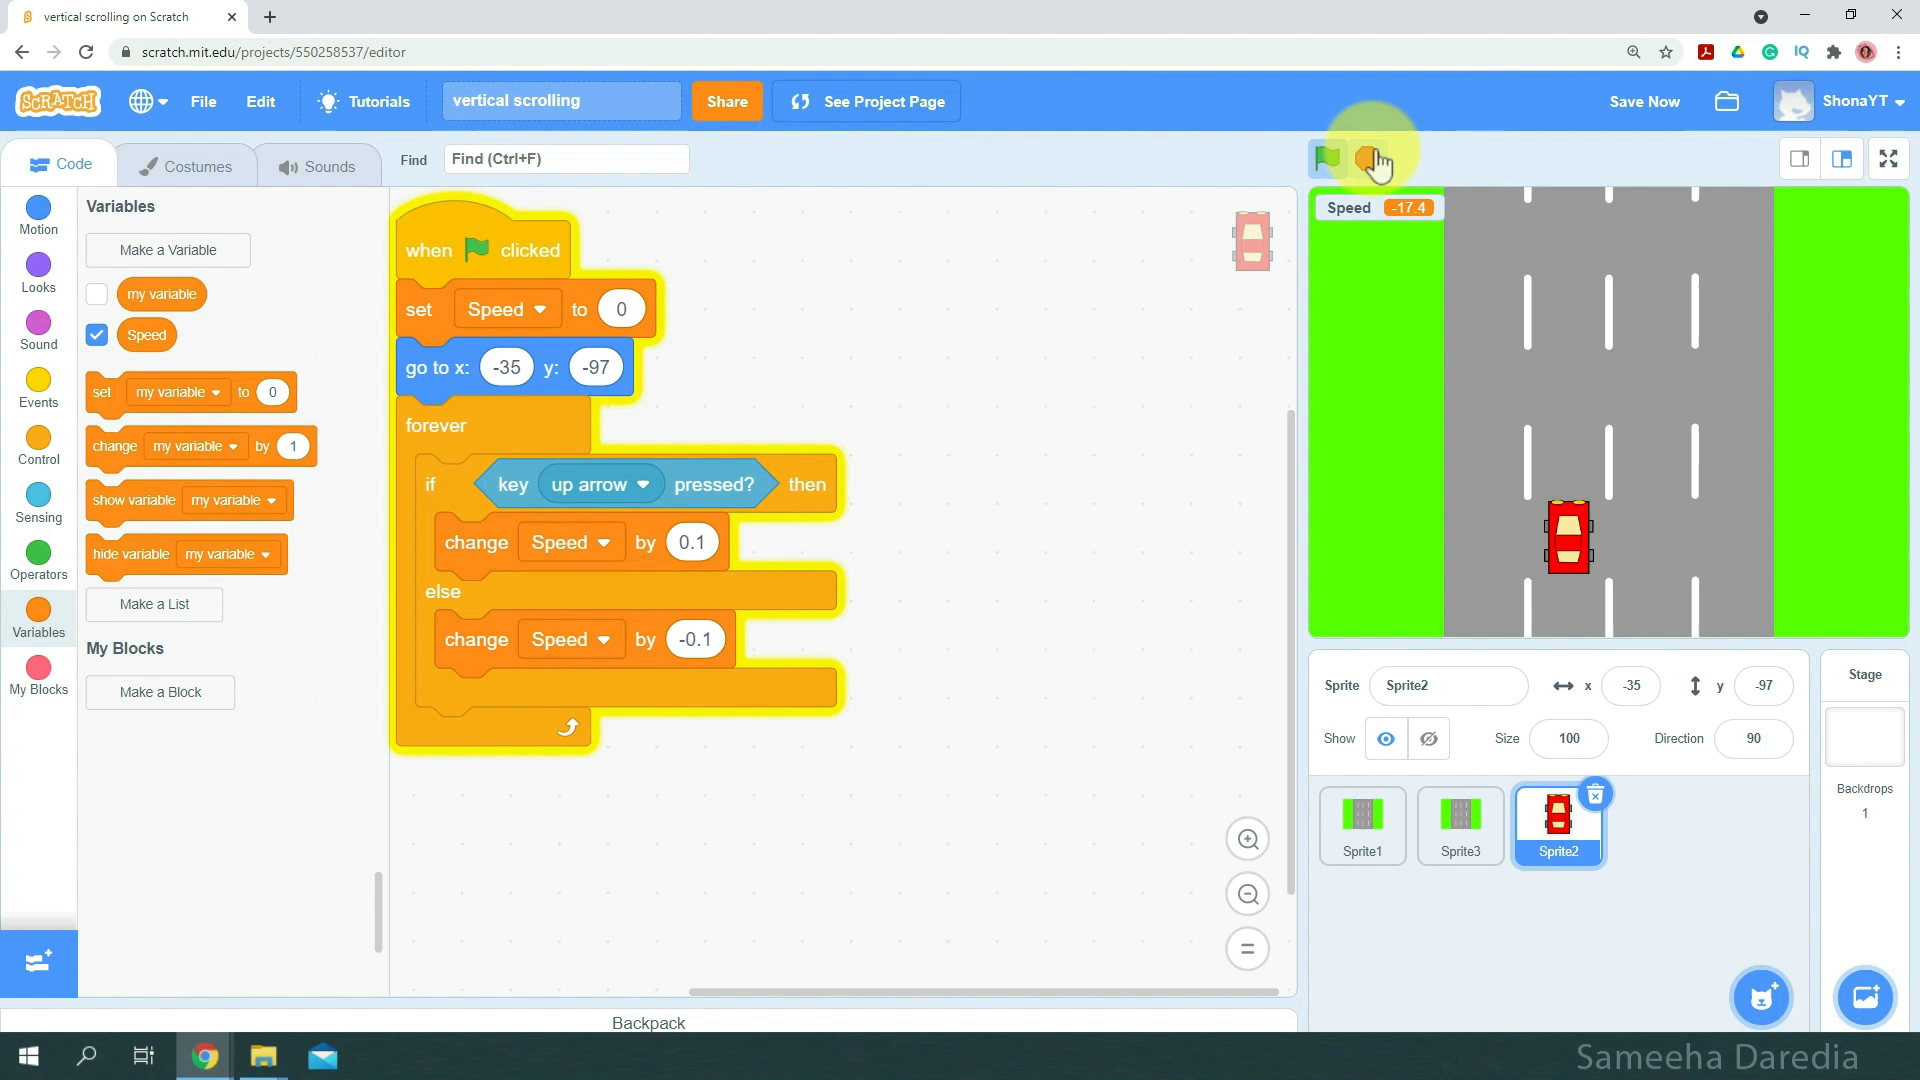 vertical scrolling on Scratch
scratch.mit.edu/projects/550258537/editor
SCRATCH
File
Edit
Tutorials
vertical scrolling
Share
See Project Page
Save Now
ShonaYT
Code
Costumes
Sounds
Find
Find (Ctrl+F)
Motion
Looks
Sound
Events
Control
Sensing
Operators
Variables
My Blocks
Variables
Make a Variable
my variable
Speed
set my variable to 0
change my variable by 1
show variable my variable
hide variable my variable
Make a List
My Blocks
Make a Block
when clicked
set Speed to 0
go to x: -35 y: -97
forever
if key up arrow pressed? then
change Speed by 0.1
else
change Speed by -0.1
Speed -17.4
Sprite Sprite2 x -35 y -97
Show Size 100 Direction 90
Sprite1
Sprite3
Sprite2
Stage
Backdrops
1
Backpack
Sameeha Daredia